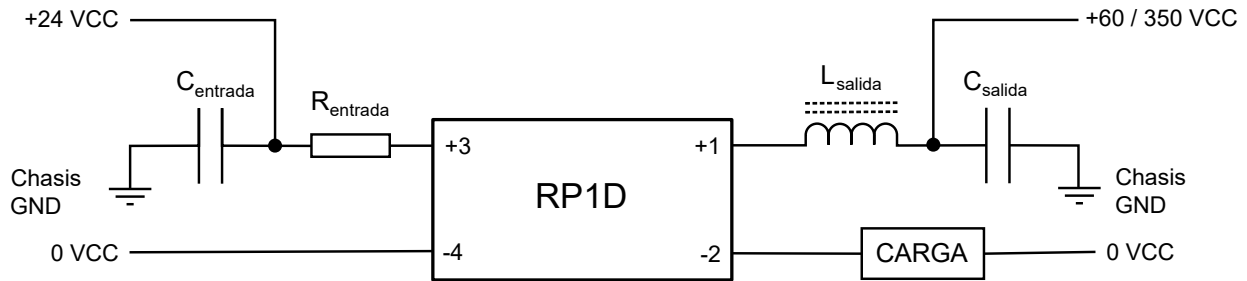 +24 VCC
+60 / 350 VCC
Centrada
Rentrada
Lsalida
Csalida
+3
+1
RP1D
Chasis
GND
Chasis
GND
0 VCC
-4
-2
CARGA
0 VCC